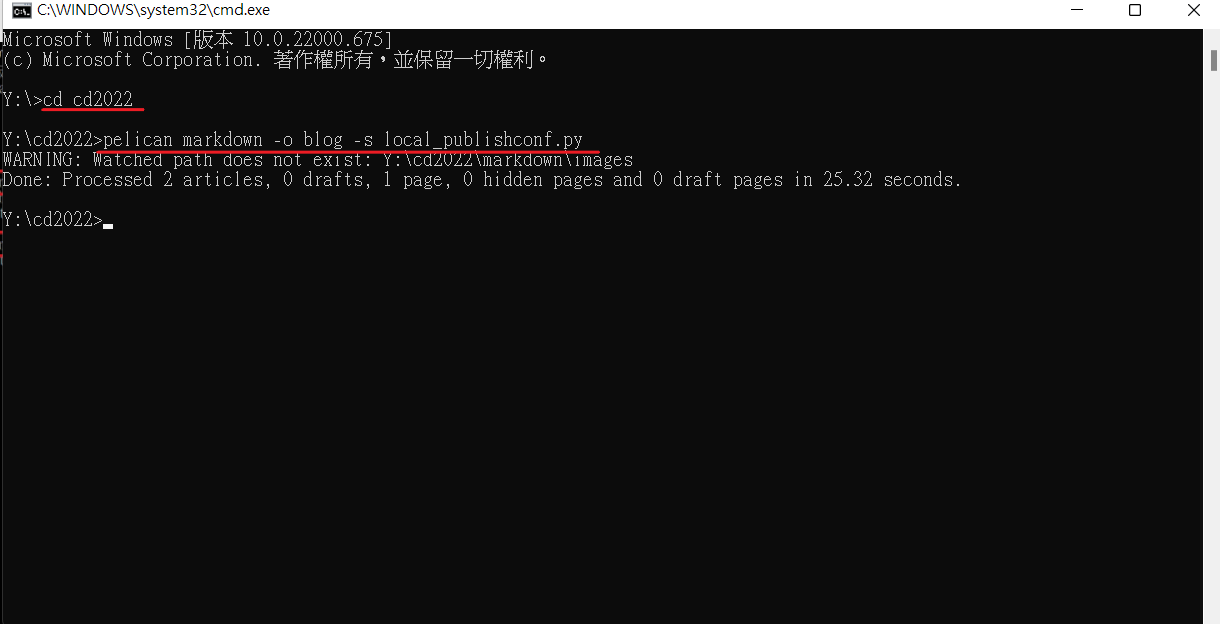 C:\WINDOWS\system32\cmd.exe
Microsoft Windows [版本 10.0.22000.675]
(c) Microsoft Corporation. 著作權所有，並保留一切權利。
Y:\>cd cd2022
Y:\cd2022>pelican markdown -o blog -s local_publishconf.py
WARNING: Watched path does not exist: Y:\cd2022\markdown\images
Done: Processed 2 articles, 0 drafts, 1 page, 0 hidden pages and 0 draft pages in 25.32 seconds.
Y:\cd2022>